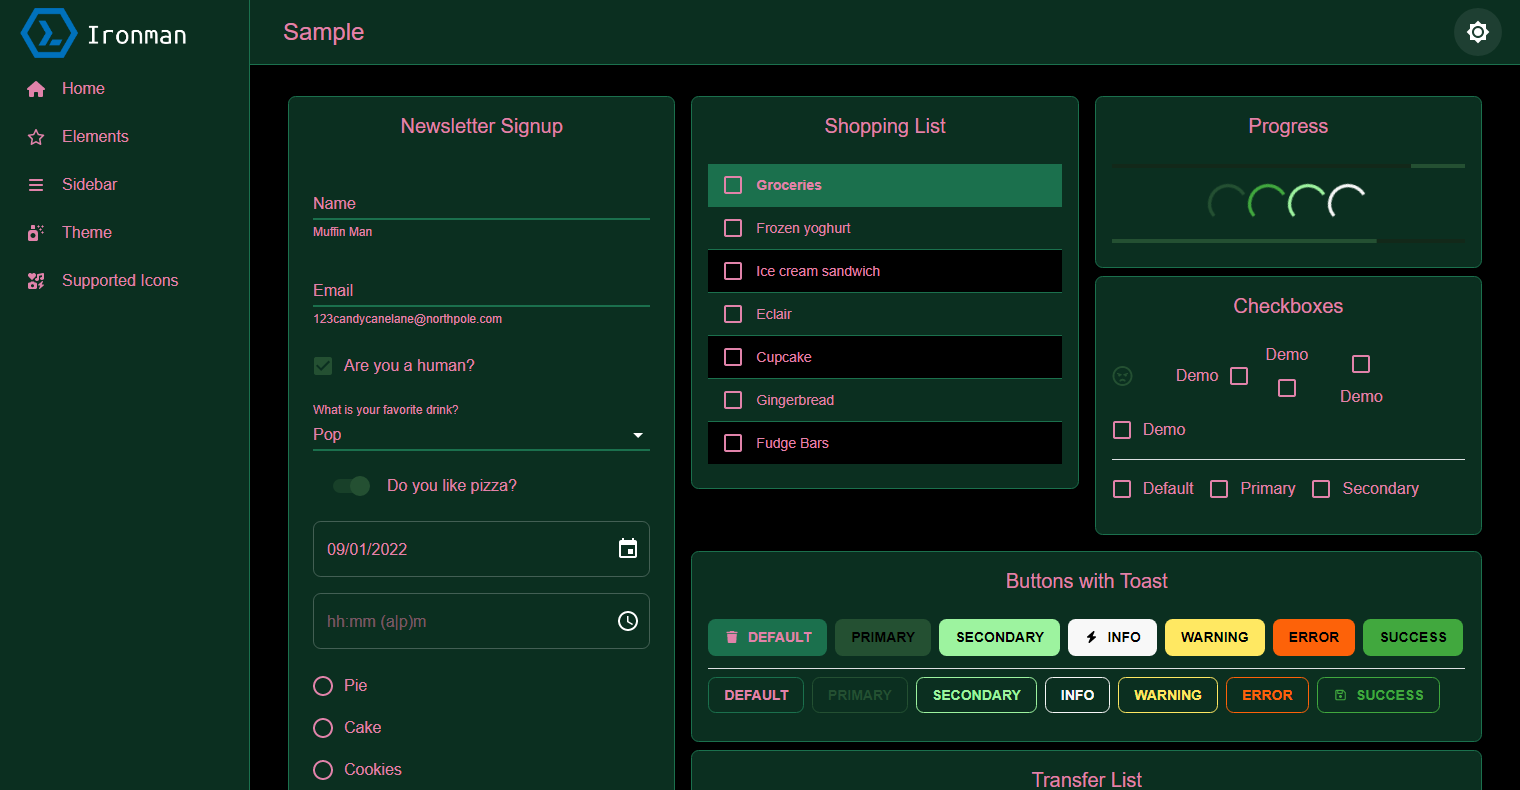 Ironman
Sample
Home
Elements
Sidebar
Theme
Supported Icons
Newsletter Signup
Name
Muffin Man
Email
123candycanelane@northpole.com
Are you a human?
What is your favorite drink?
Pop
Do you like pizza?
09/01/2022
hh:mm (a|p)m
Pie
Cake
Cookies
Shopping List
Groceries
Frozen yoghurt
Ice cream sandwich
Eclair
Cupcake
Gingerbread
Fudge Bars
Progress
Checkboxes
Demo
Demo
Demo
Demo
Default Primary Secondary
Buttons with Toast
DEFAULT PRIMARY SECONDARY INFO WARNING ERROR SUCCESS
DEFAULT PRIMARY SECONDARY INFO WARNING ERROR SUCCESS
Transfer List